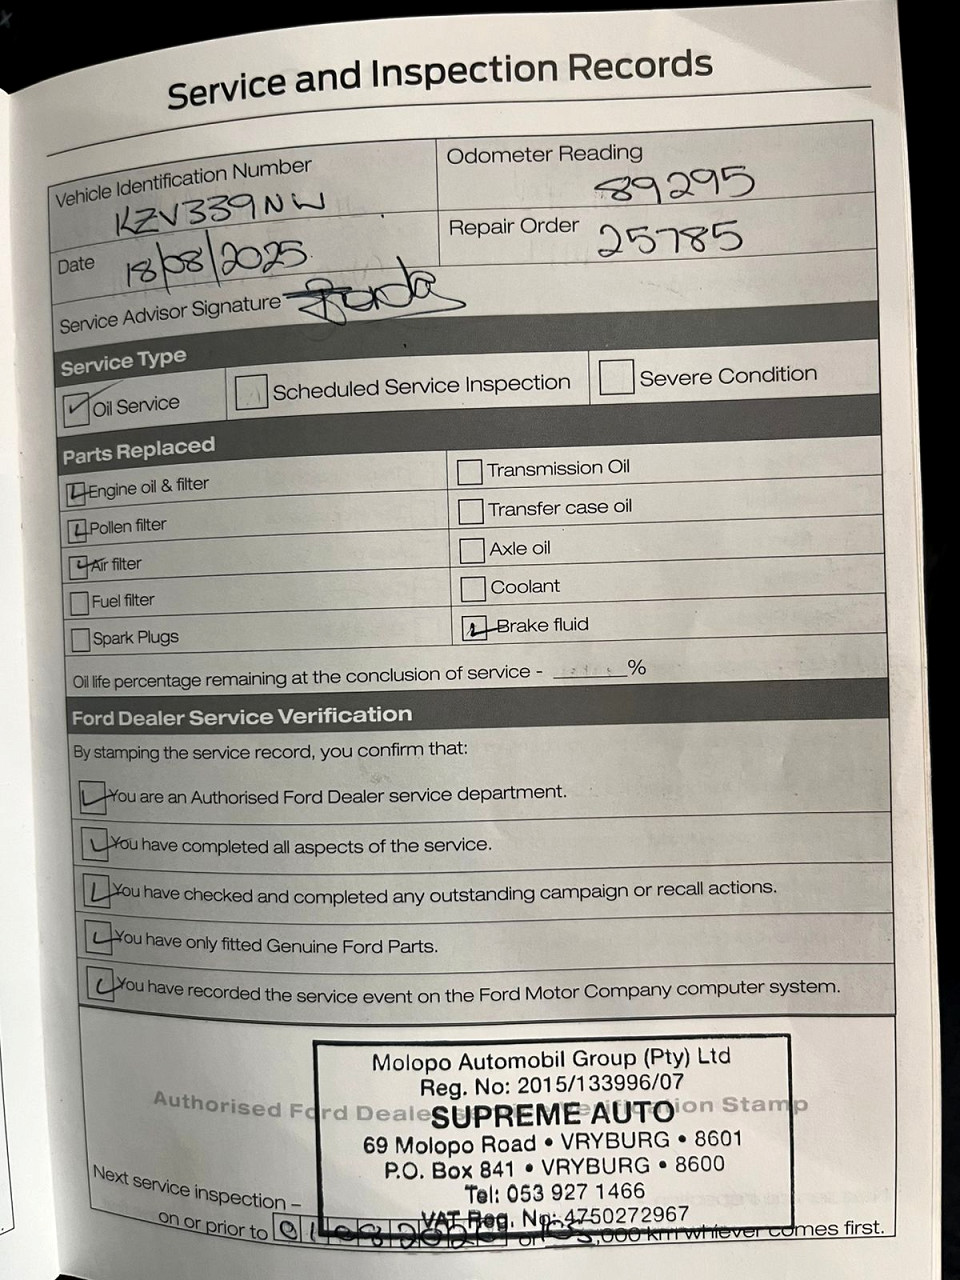 Service and Inspection Records
Vehicle Identification Number
KZV339NW
Odometer Reading
89295
Date 18/08/2025
Repair Order 25785
Service Advisor Signature
Service Type
Oil Service
Scheduled Service Inspection
Severe Condition
Parts Replaced
Engine oil & filter
Transmission Oil
Pollen filter
Transfer case oil
Air filter
Axle oil
Fuel filter
Coolant
Spark Plugs
Brake fluid
Oil life percentage remaining at the conclusion of service - %
Ford Dealer Service Verification
By stamping the service record, you confirm that:
You are an Authorised Ford Dealer service department.
You have completed all aspects of the service.
You have checked and completed any outstanding campaign or recall actions.
You have only fitted Genuine Ford Parts.
You have recorded the service event on the Ford Motor Company computer system.
Molopo Automobil Group (Pty) Ltd
Reg. No: 2015/133996/07
Authorised Ford Dealer Verification Stamp
SUPREME AUTO
69 Molopo Road • VRYBURG • 8601
P.O. Box 841 • VRYBURG • 8600
Tel: 053 927 1466
VAT Reg. No: 4750272967
Next service inspection –
on or prior to or ,000 km whiever comes first.